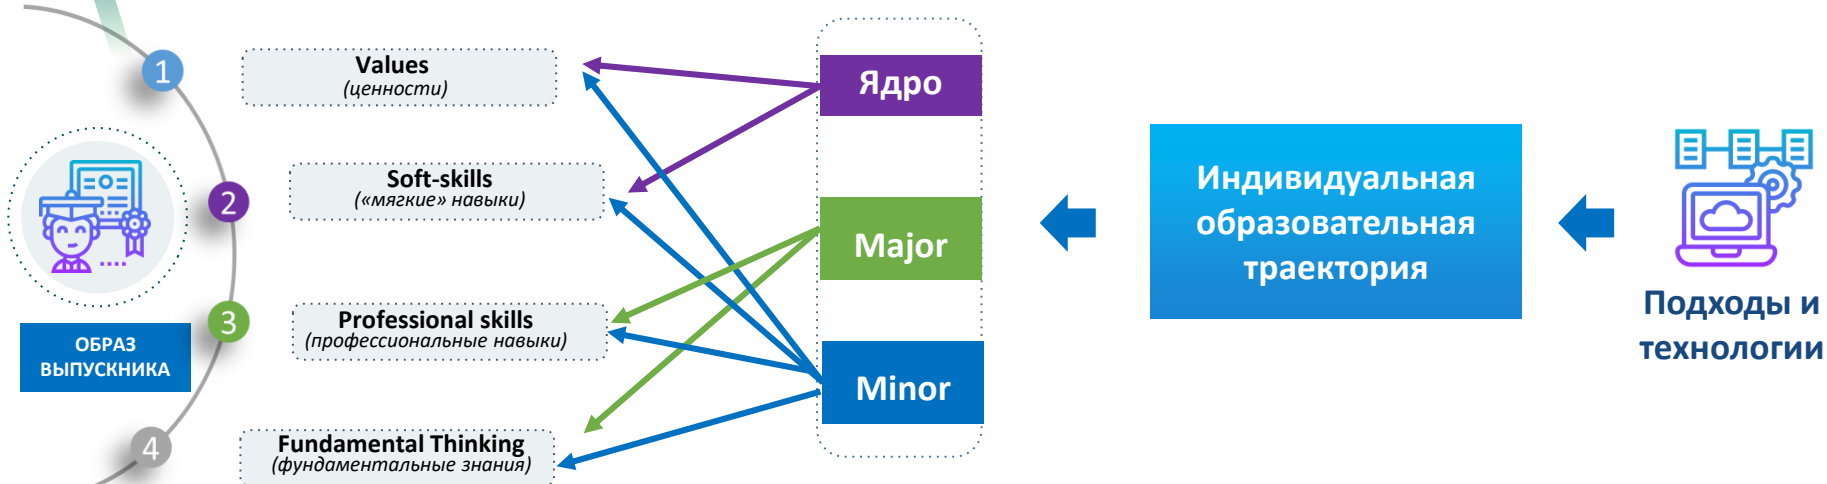 1
Values
(ценности)
Ядро
2
Soft-skills
(«мягкие» навыки)
Major
Индивидуальная
образовательная
траектория
Подходы и
технологии
3
Professional skills
(профессиональные навыки)
ОБРАЗ
ВЫПУСКНИКА
Minor
4
Fundamental Thinking
(фундаментальные знания)